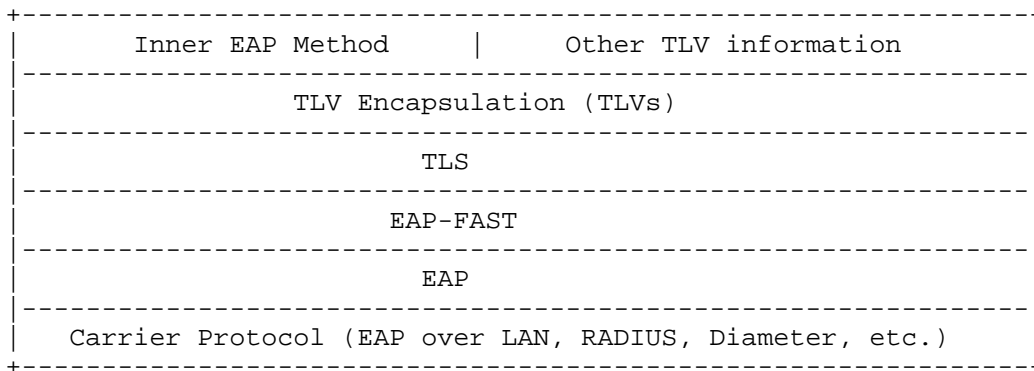 Inner EAP Method | Other TLV information
TLV Encapsulation (TLVs)
TLS
EAP-FAST
EAP
Carrier Protocol (EAP over LAN, RADIUS, Diameter, etc.)